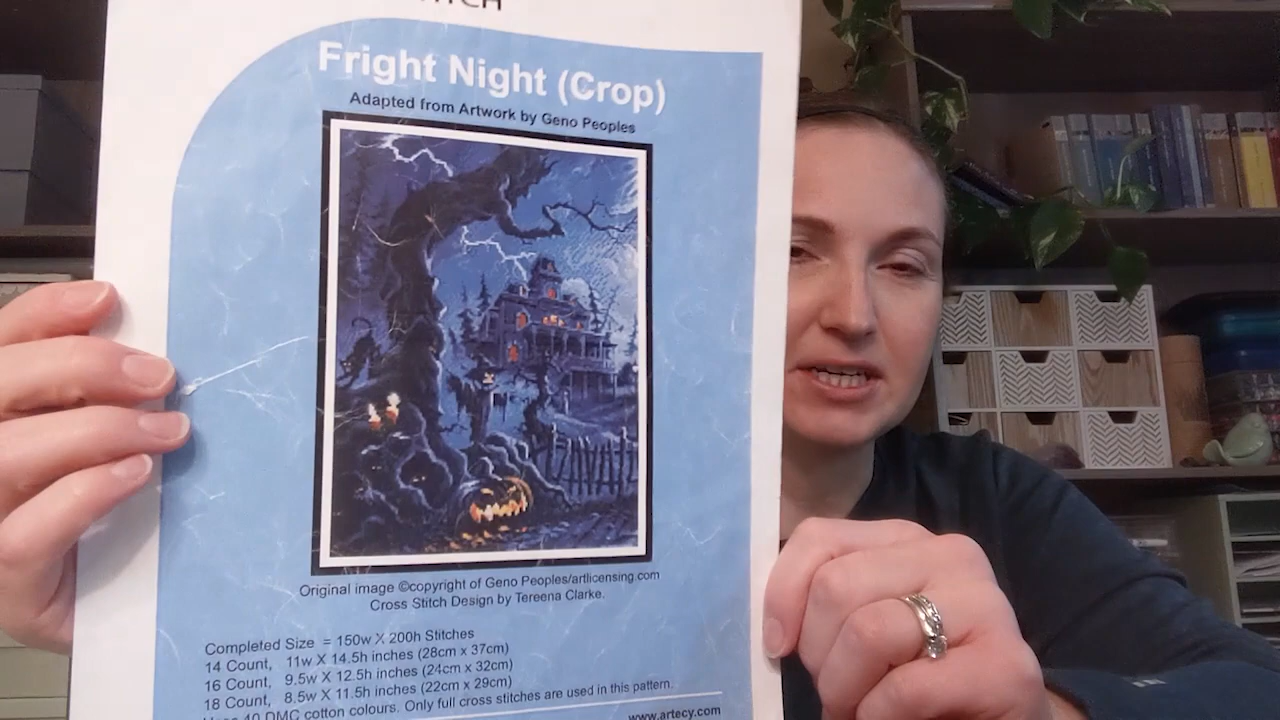 Fright Night (Crop)
Adapted from Artwork by Geno Peoples
Original image ©copyright of Geno Peoples/artlicensing.com
Cross Stitch Design by Tereena Clarke.
Completed Size = 150w X 200h Stitches
14 Count, 11w X 14.5h inches (28cm x 37cm)
16 Count, 9.5w X 12.5h inches (24cm x 32cm)
18 Count, 8.5w X 11.5h inches (22cm x 29cm)
40 DMC cotton colours. Only full cross stitches are used in this pattern.
www.artecy.com